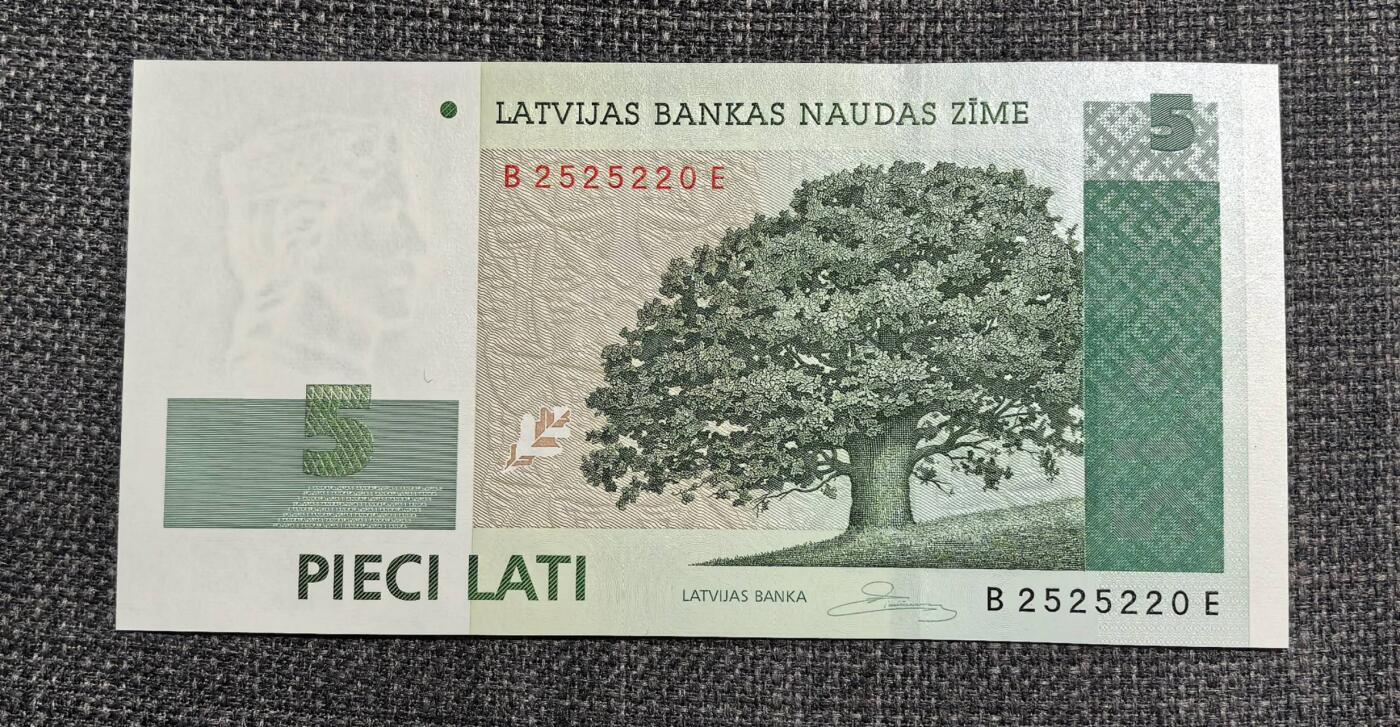 LATVIJAS BANKAS NAUDAS ZĪME
5
B 2525220 E
5
PIECI LATI
LATVIJAS BANKA
B 2525220 E